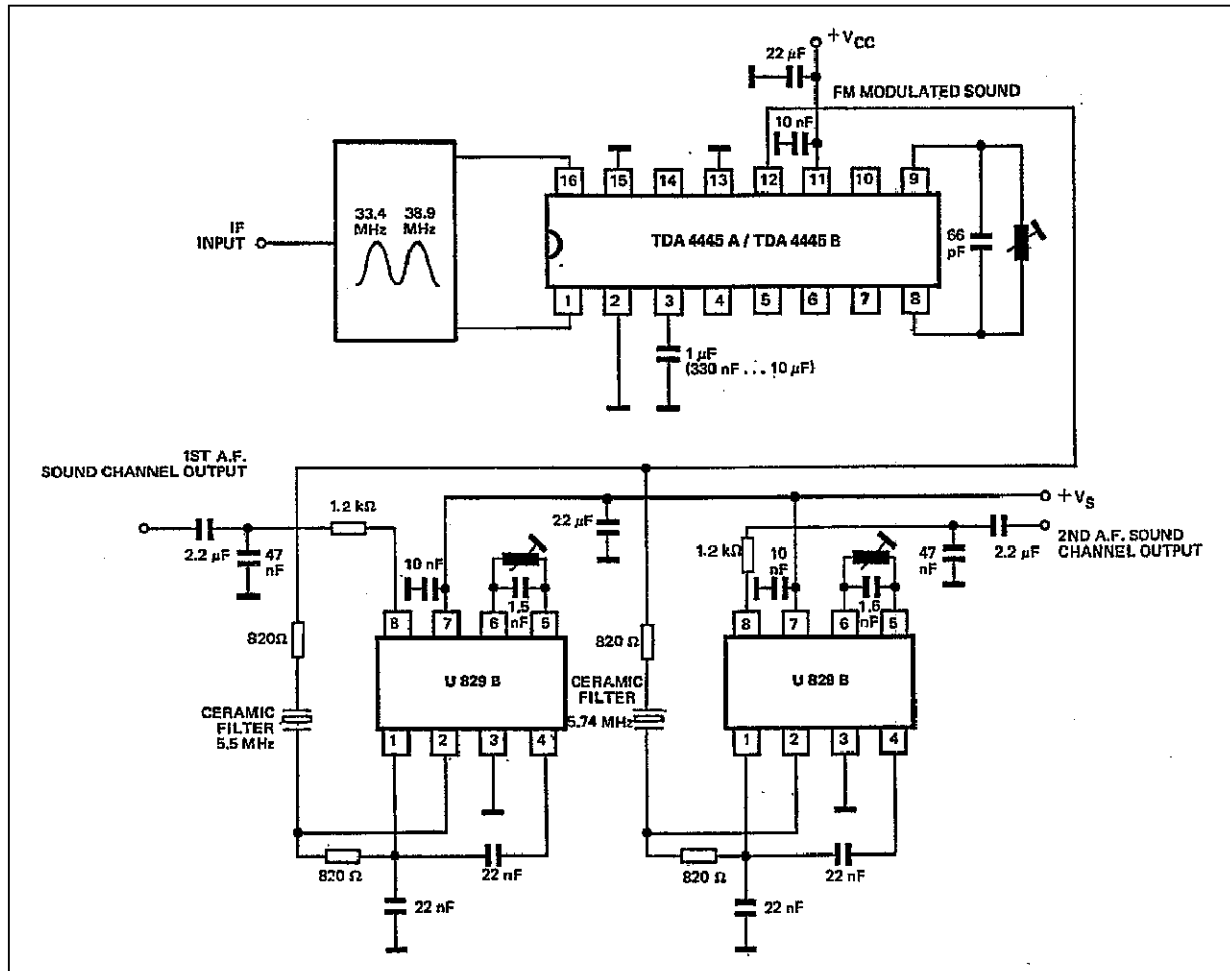 +VCC
22 µF
FM MODULATED SOUND
10 nF
16 15 14 13 12 11 10 9
33.4 MHz
38.9 MHz
IF INPUT
TDA 4445 A / TDA 4445 B
66 pF
1 2 3 4 5 6 7 8
1 µF
(330 nF ... 10 µF)
1ST A.F.
SOUND CHANNEL OUTPUT
+VS
1.2 kΩ
22 µF
2ND A.F. SOUND
CHANNEL OUTPUT
2.2 µF
47 nF
10 nF
1.5 nF
1.2 kΩ
10 nF
1.6 nF
47 nF
2.2 µF
8 7 6 5
8 7 6 5
820Ω
820 Ω
U 829 B
U 829 B
CERAMIC
FILTER
5.5 MHz
CERAMIC
FILTER
5.74 MHz
1 2 3 4
1 2 3 4
820 Ω
22 nF
820 Ω
22 nF
22 nF
22 nF